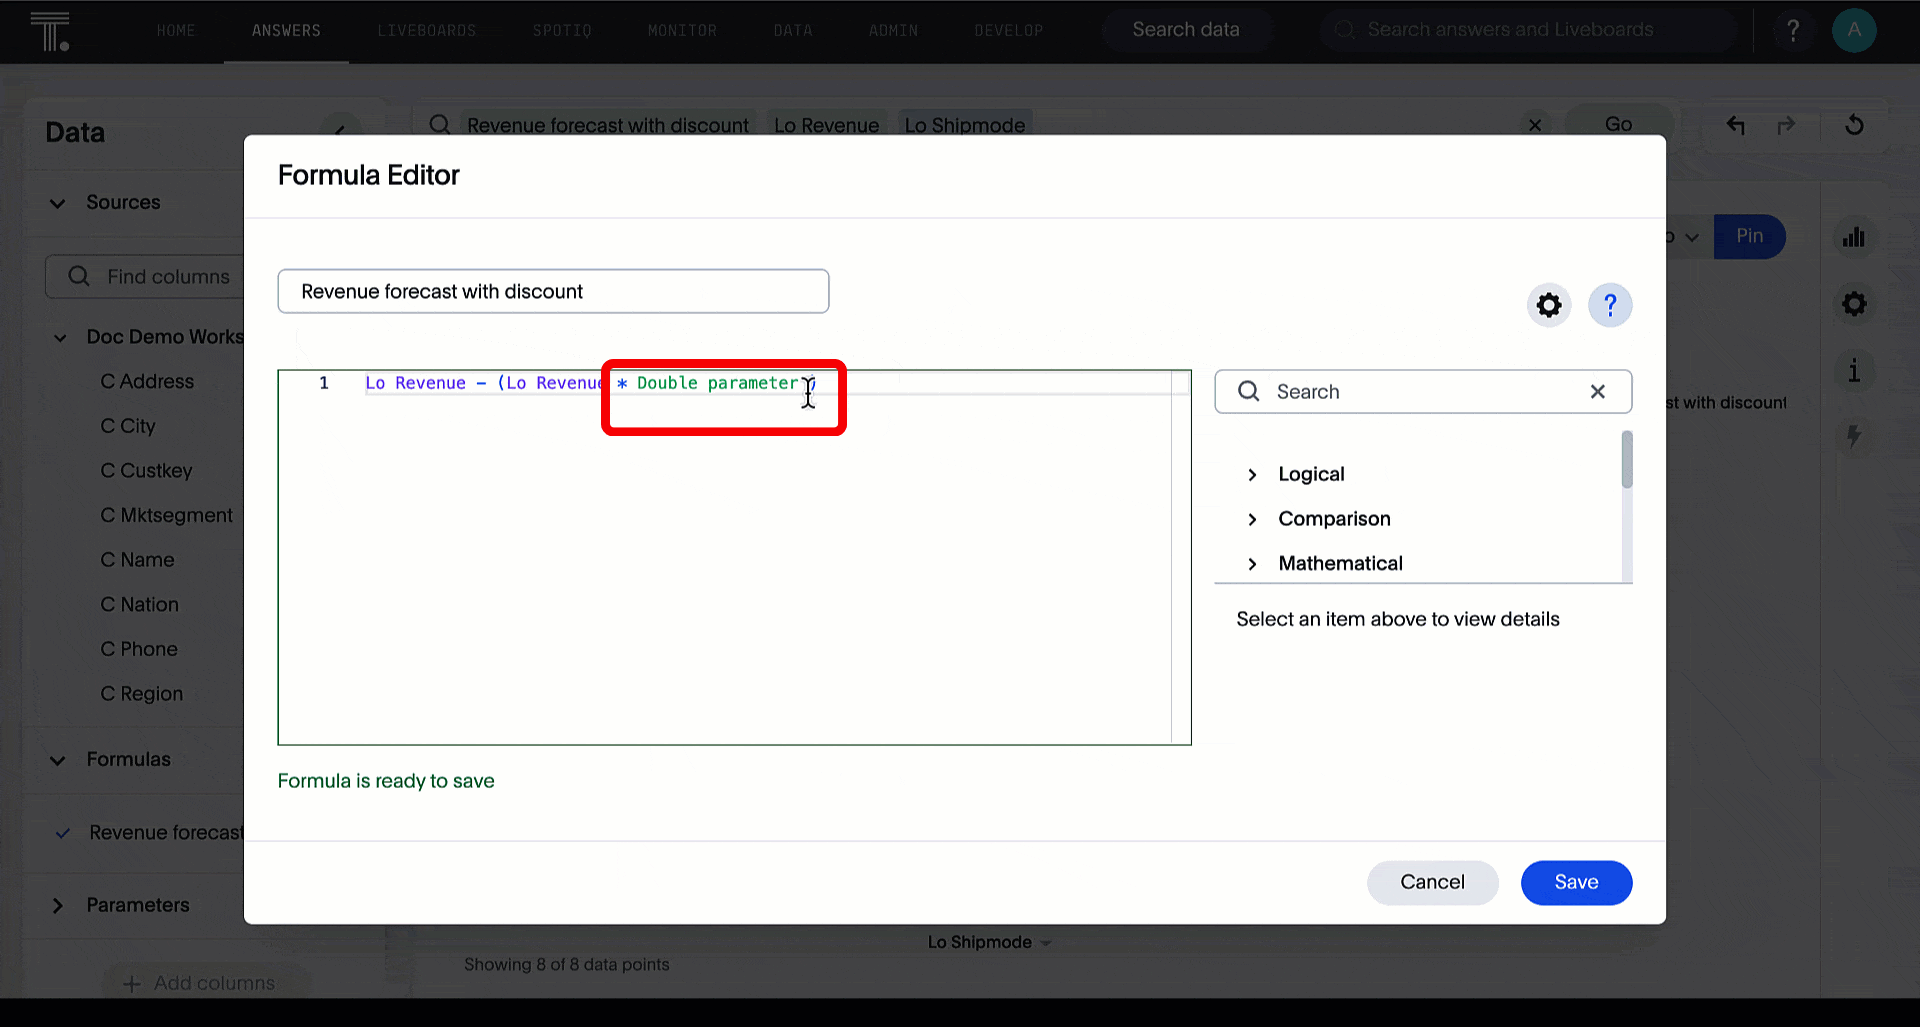 HOME ANSWERS LIVEBOARDS SPOTIQ MONITOR DATA ADMIN DEVELOP Search data Search answers and Liveboards ? A
Data
Revenue forecast with discount Lo Revenue Lo Shipmode Go
Formula Editor
Sources
Pin
Find columns
Revenue forecast with discount
?
Doc Demo Works
C Address
C City
C Custkey
C Mktsegment
C Name
C Nation
C Phone
C Region
1 Lo Revenue - (Lo Revenue * Double parameter )
Search
st with discount
Logical
Comparison
Mathematical
Select an item above to view details
Formulas
Formula is ready to save
Revenue forecast
Cancel Save
Parameters
Lo Shipmode
Showing 8 of 8 data points
+ Add columns